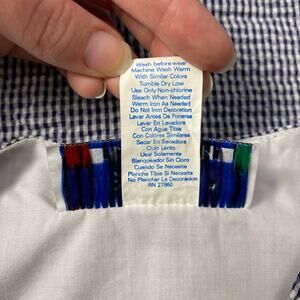 Wash before wear
Machine Wash Warm
With Similar Colors
Tumble Dry Low
Use Only Non-chlorine
Bleach When Needed
Warm Iron As Needed
Do Not Iron Decoration
Lavar Antes De Ponerse
Lavar En Lavadora
Con Agua Tibia
Con Colores Similares
Secar En Secadora
Ciclo Lento
Usar Solamente
Blanqueador Sin Cloro
Cuando Se Necesite
Plancha Tibia Si Necesita
No Planchar La Decoracion
RN 27860